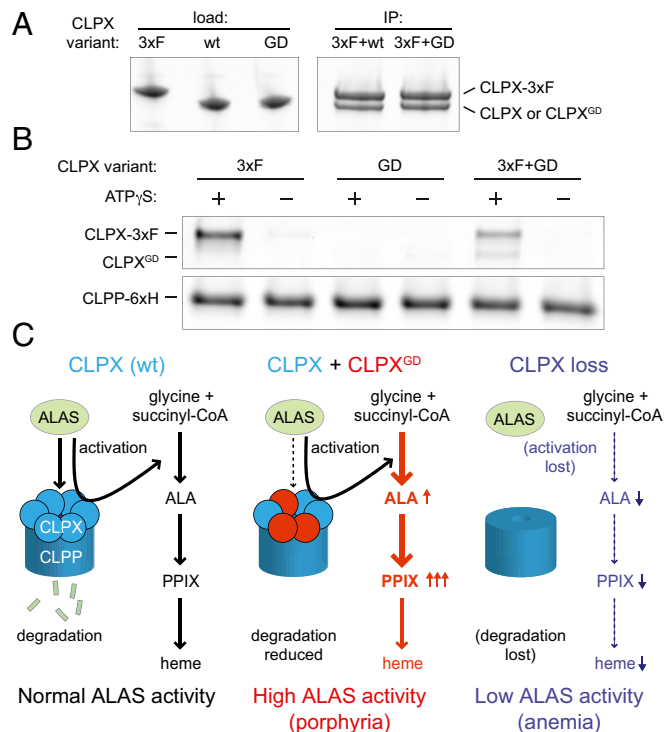 A
CLPX variant:
load:
3xF wt GD
IP:
3xF+wt 3xF+GD
CLPX-3xF
CLPX or CLPXGD
B
CLPX variant: 3xF GD 3xF+GD
ATPγS: + − + − + −
CLPX-3xF
CLPXGD
CLPP-6xH
C
CLPX (wt)
ALAS
glycine +
succinyl-CoA
activation
ALA
CLPX
CLPP
PPIX
degradation
heme
Normal ALAS activity
CLPX + CLPXGD
ALAS
glycine +
succinyl-CoA
activation
ALA ↑
PPIX ↑↑↑
degradation
reduced
heme
High ALAS activity
(porphyria)
CLPX loss
ALAS
glycine +
succinyl-CoA
(activation
lost)
ALA ↓
PPIX ↓
(degradation
lost)
heme ↓
Low ALAS activity
(anemia)